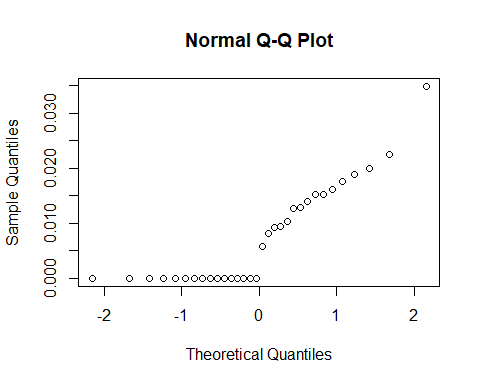 Normal Q-Q Plot
0.030
0.020
0.010
0.000
Sample Quantiles
-2 -1 0 1 2
Theoretical Quantiles